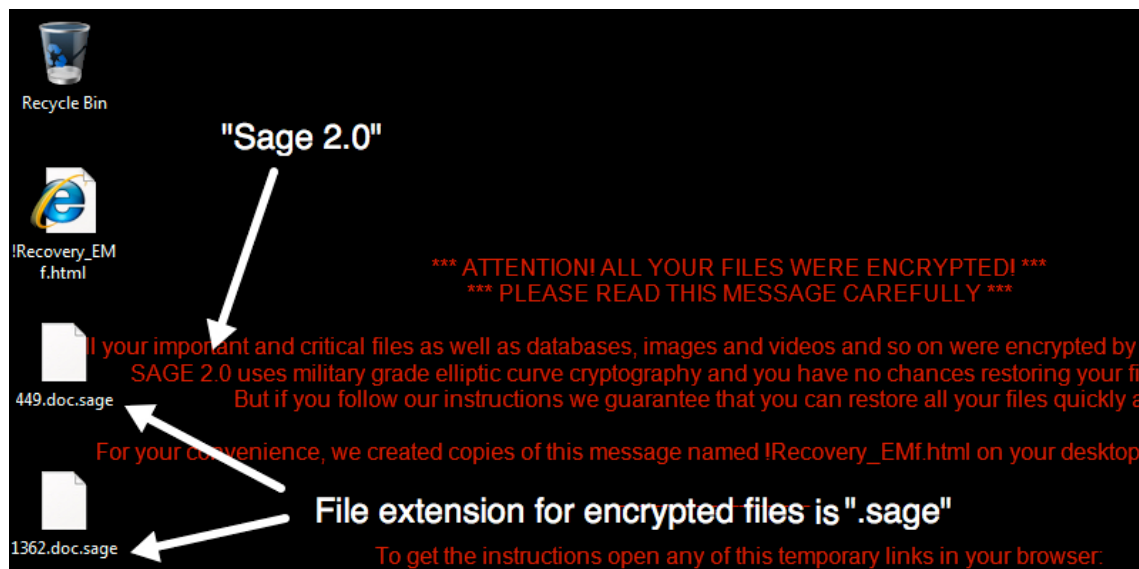 Recycle Bin
"Sage 2.0"
!Recovery_EM
f.html
*** ATTENTION! ALL YOUR FILES WERE ENCRYPTED! ***
*** PLEASE READ THIS MESSAGE CAREFULLY ***
ll your important and critical files as well as databases, images and videos and so on were encrypted by
SAGE 2.0 uses military grade elliptic curve cryptography and you have no chances restoring your fi
449.doc.sage
But if you follow our instructions we guarantee that you can restore all your files quickly a
For your convenience, we created copies of this message named !Recovery_EMf.html on your desktop
File extension for encrypted files is ".sage"
1362.doc.sage
To get the instructions open any of this temporary links in your browser: